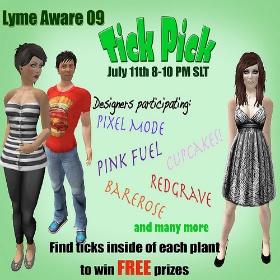 Lyme Aware 09
Tick Pick
July 11th 8-10 PM SLT
Designers participating:
PIXEL MODE
CUPCAKES!
PINK FUEL
REDGRAVE
BAREROSE
and many more
Find ticks inside of each plant
to win FREE prizes